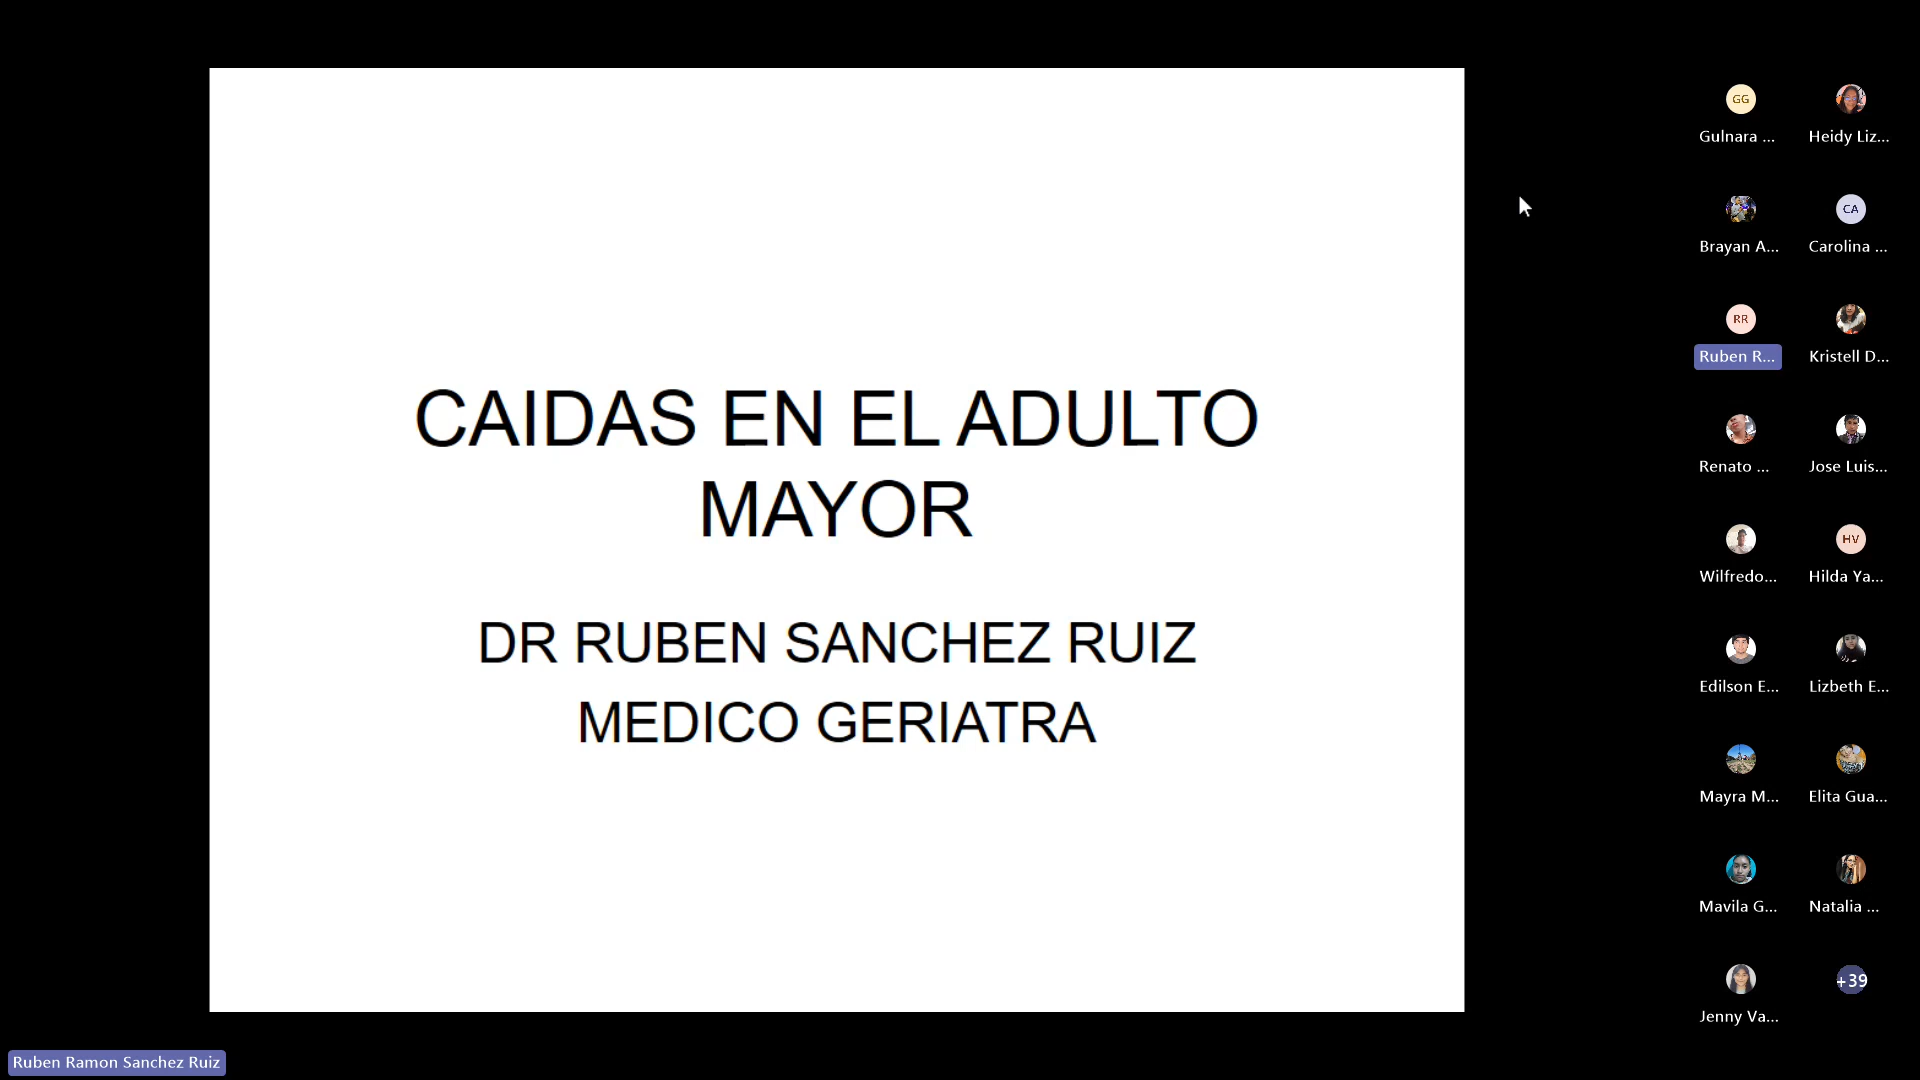 CAIDAS EN EL ADULTO
MAYOR
DR RUBEN SANCHEZ RUIZ
MEDICO GERIATRA
GG
Gulnara ...
Heidy Liz...
Brayan A...
CA
Carolina ...
RR
Ruben R...
Kristell D...
Renato ...
Jose Luis...
Wilfredo...
HV
Hilda Ya...
Edilson E...
Lizbeth E...
Mayra M...
Elita Gua...
Mavila G...
Natalia ...
Jenny Va...
+39
Ruben Ramon Sanchez Ruiz